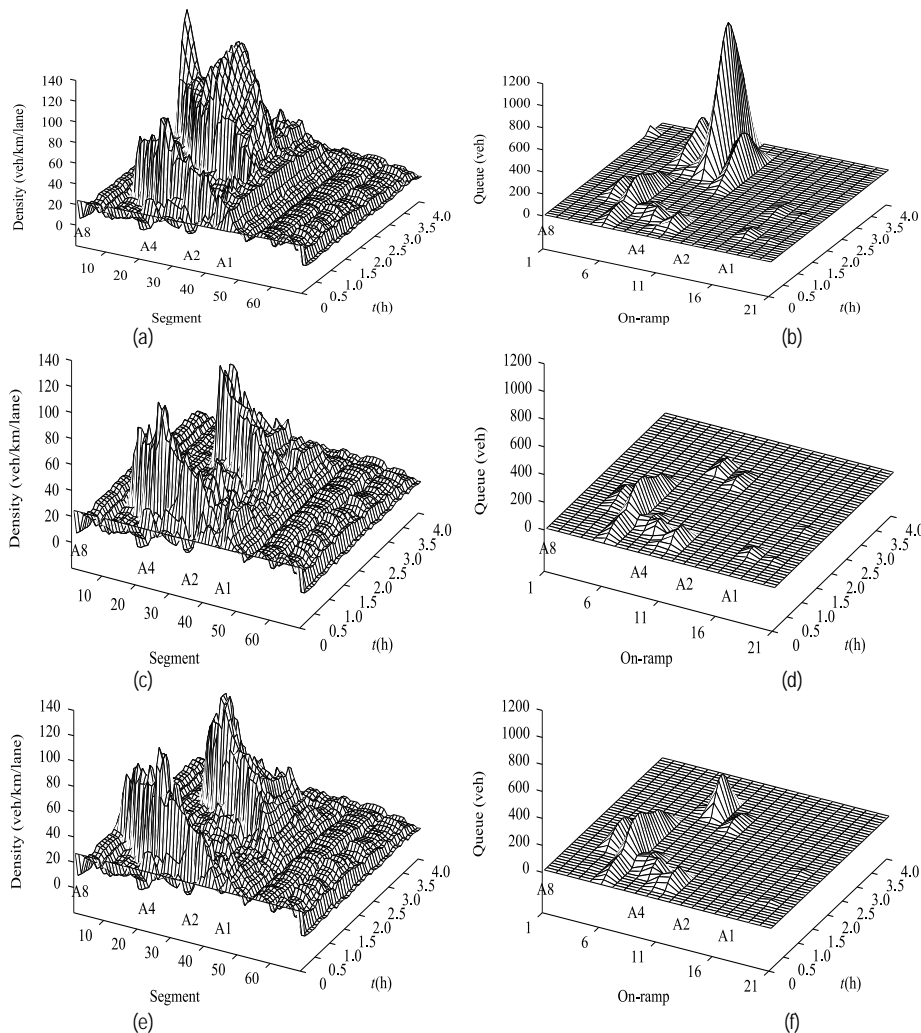 140
120
100
80
60
40
20
0
Density (veh/km/lane)
A8
A4
A2
A1
10
20
30
40
50
60
Segment
0
0.5
1.0
1.5
2.0
2.5
3.0
3.5
4.0
t(h)
(a)
1200
1000
800
600
400
200
0
Queue (veh)
A8
A4
A2
A1
1
6
11
16
21
On-ramp
0
0.5
1.0
1.5
2.0
2.5
3.0
3.5
4.0
t(h)
(b)
140
120
100
80
60
40
20
0
Density (veh/km/lane)
A8
A4
A2
A1
10
20
30
40
50
60
Segment
0
0.5
1.0
1.5
2.0
2.5
3.0
3.5
4.0
t(h)
(c)
1200
1000
800
600
400
200
0
Queue (veh)
A8
A4
A2
A1
1
6
11
16
21
On-ramp
0
0.5
1.0
1.5
2.0
2.5
3.0
3.5
4.0
t(h)
(d)
140
120
100
80
60
40
20
0
Density (veh/km/lane)
A8
A4
A2
A1
10
20
30
40
50
60
Segment
0
0.5
1.0
1.5
2.0
2.5
3.0
3.5
4.0
t(h)
(e)
1200
1000
800
600
400
200
0
Queue (veh)
A8
A4
A2
A1
1
6
11
16
21
On-ramp
0
0.5
1.0
1.5
2.0
2.5
3.0
3.5
4.0
t(h)
(f)